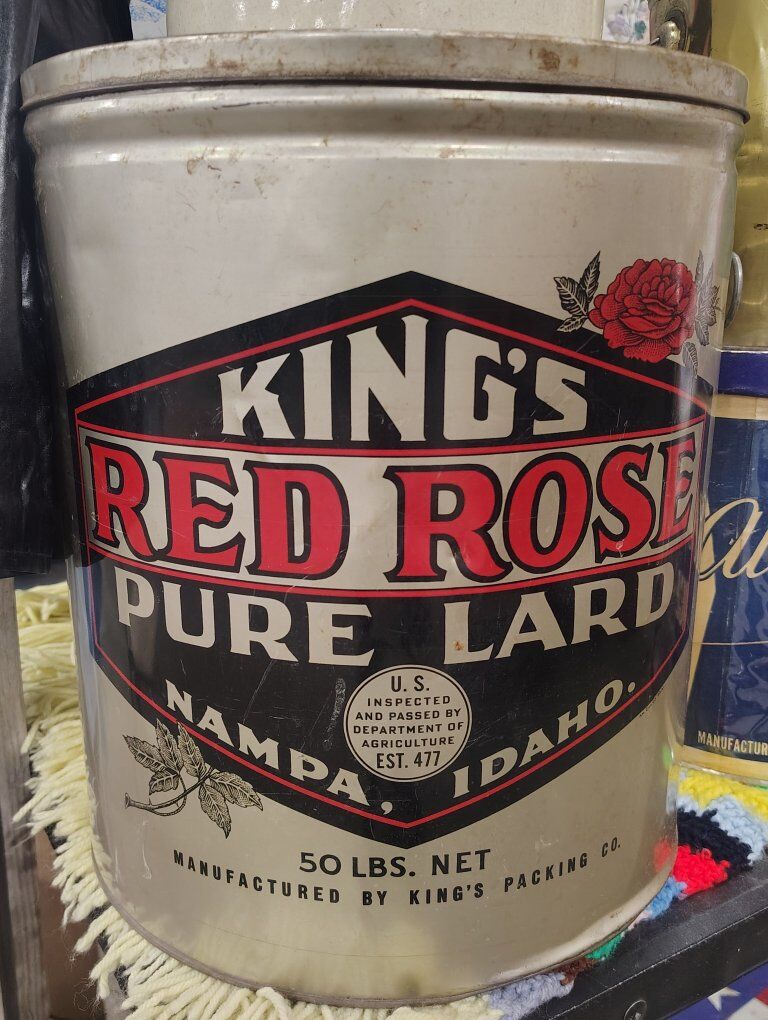 KING'S
RED ROSE
PURE LARD
NAMPA, IDAHO.
U. S.
INSPECTED
AND PASSED BY
DEPARTMENT OF
AGRICULTURE
EST. 477
50 LBS. NET
MANUFACTURED BY KING'S PACKING CO.